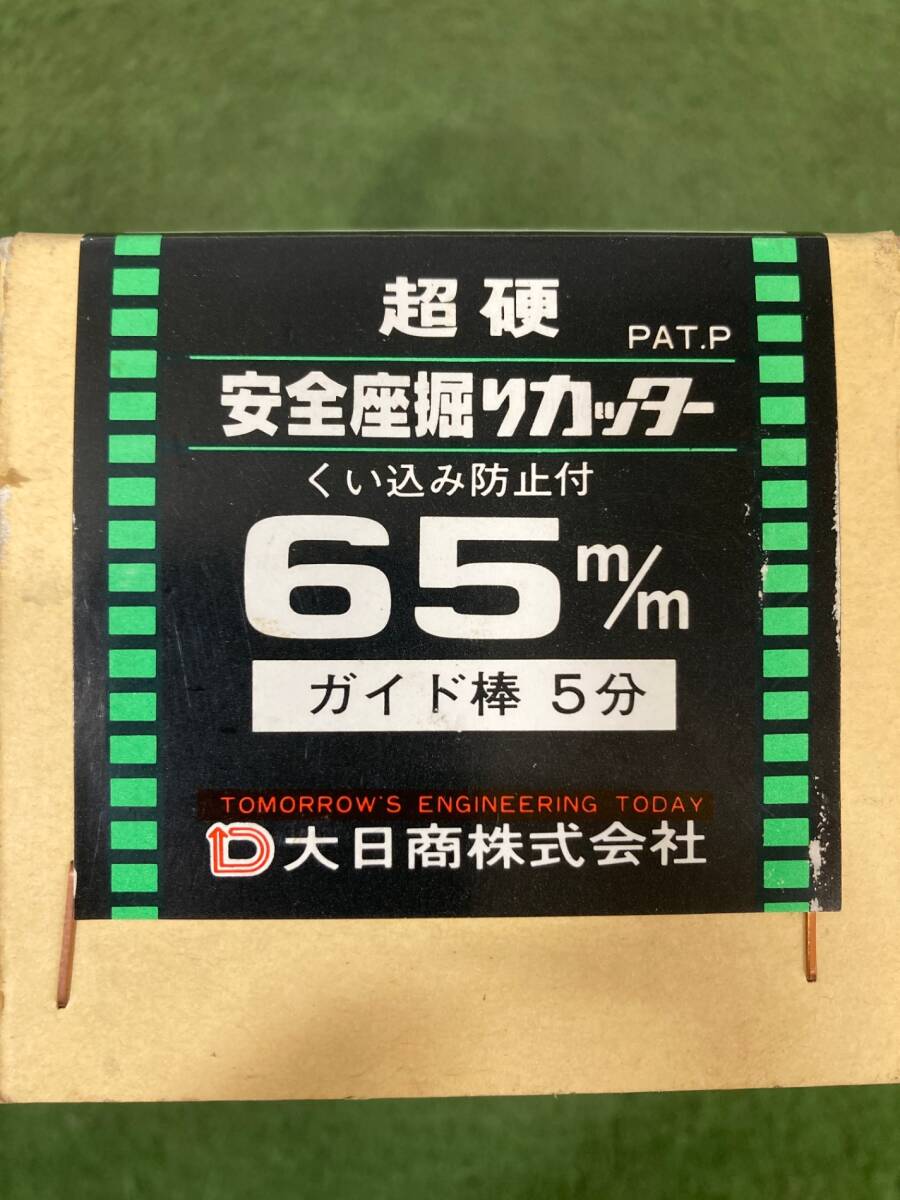 超硬 PAT.P
安全座掘りカッター
くい込み防止付
65 m/m
ガイド棒 5分
TOMORROW'S ENGINEERING TODAY
大日商株式会社